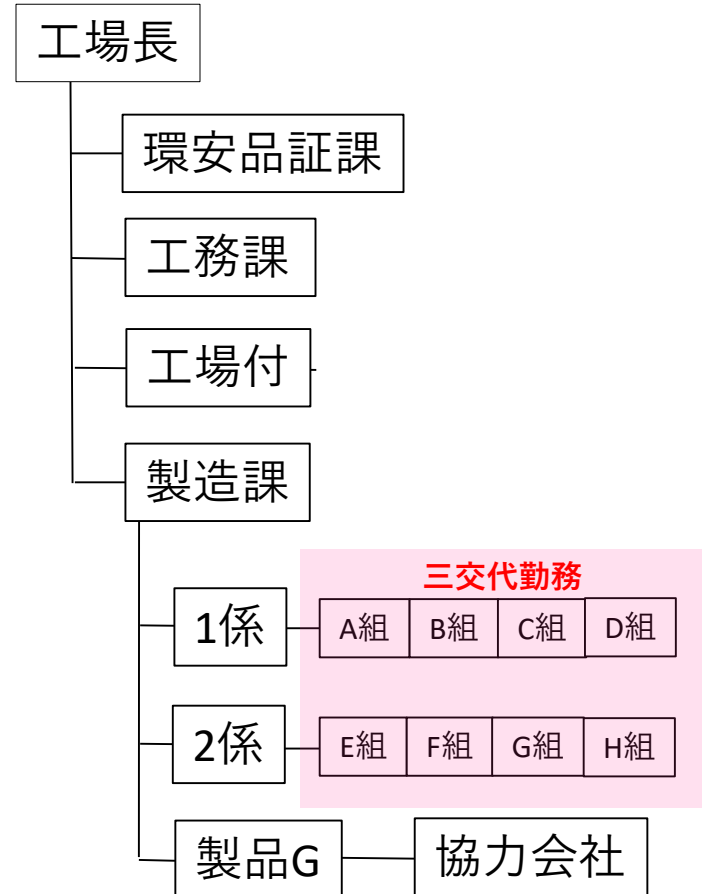 工場長
環安品証課
工務課
工場付
製造課
三交代勤務
1係
A組 B組 C組 D組
2係
E組 F組 G組 H組
製品G
協力会社